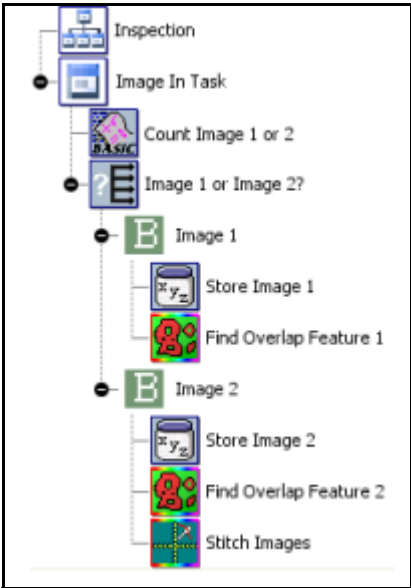 Inspection
Image In Task
BASIC
Count Image 1 or 2
?
Image 1 or Image 2?
B
Image 1
x y z
Store Image 1
Find Overlap Feature 1
B
Image 2
x y z
Store Image 2
Find Overlap Feature 2
Stitch Images